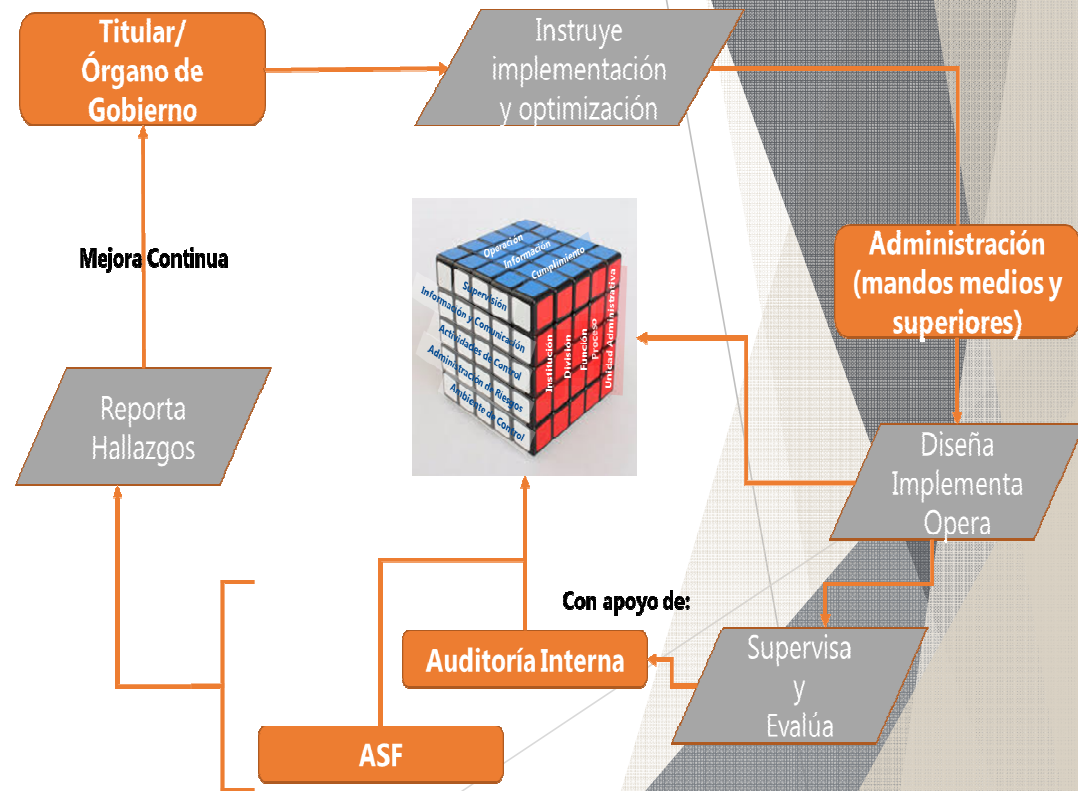 Titular/
Órgano de
Gobierno
Instruye
implementación
y optimización
Administración
(mandos medios y
superiores)
Mejora Continua
Operación
Información
Cumplimiento
Supervisión
Información y Comunicación
Actividades de Control
Administración de Riesgos
Ambiente de Control
Institución
División
Función
Proceso
Unidad Administrativa
Reporta
Hallazgos
Diseña
Implementa
Opera
Con apoyo de:
Auditoría Interna
Supervisa
y
Evalúa
ASF